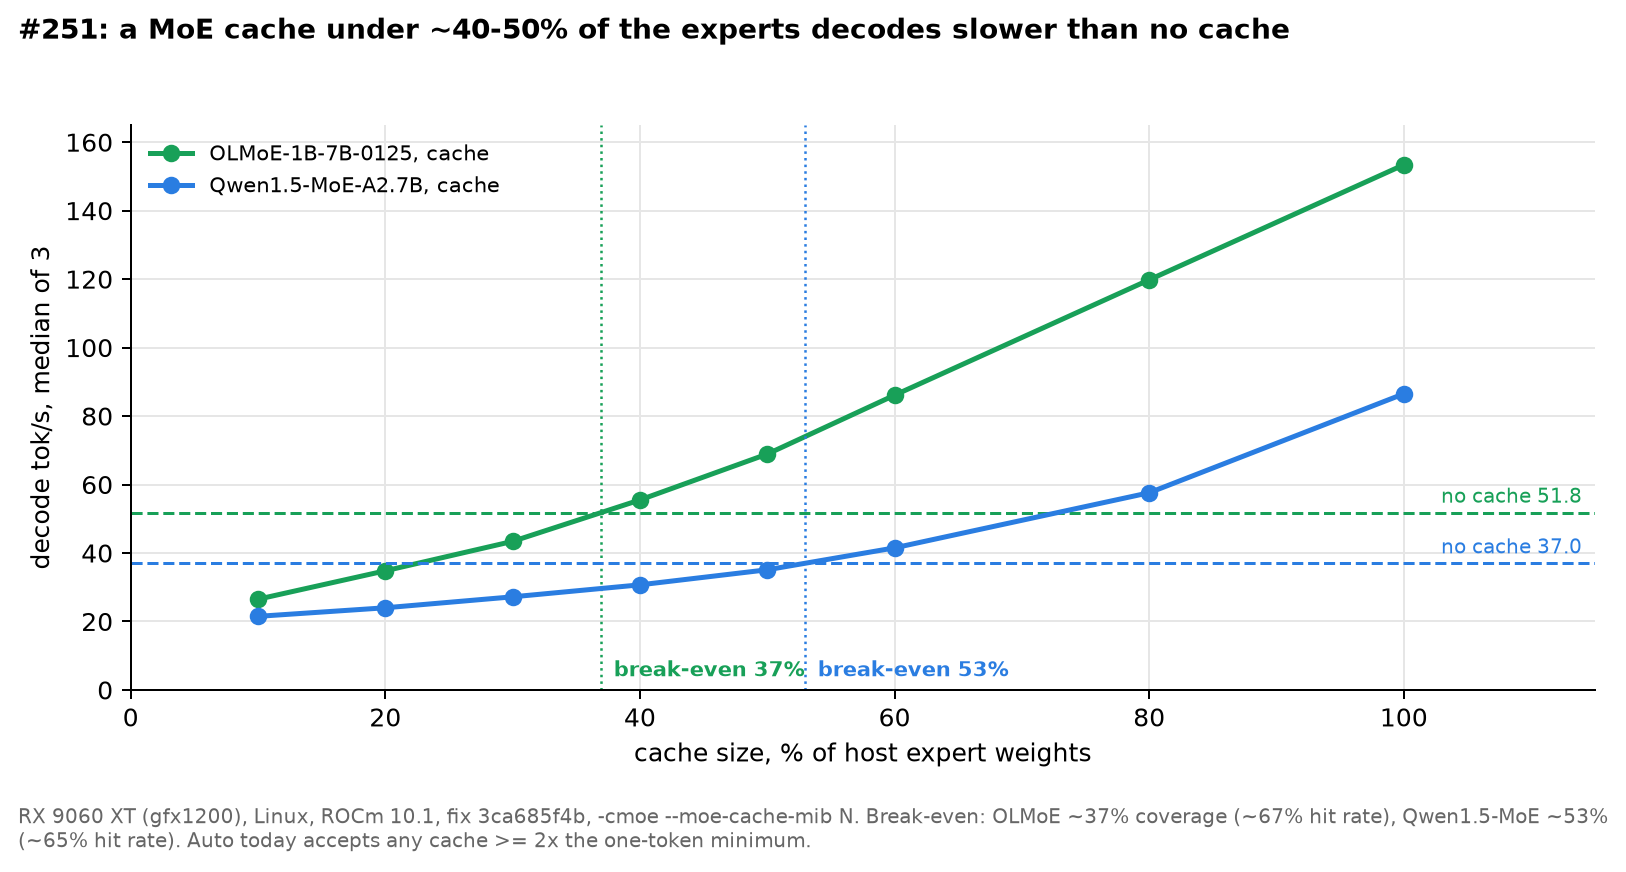 #251: a MoE cache under ~40-50% of the experts decodes slower than no cache
OLMoE-1B-7B-0125, cache
Qwen1.5-MoE-A2.7B, cache
decode tok/s, median of 3
160
140
120
100
80
60
40
20
0
no cache 51.8
no cache 37.0
break-even 37%
break-even 53%
0
20
40
60
80
100
cache size, % of host expert weights
RX 9060 XT (gfx1200), Linux, ROCm 10.1, fix 3ca685f4b, -cmoe --moe-cache-mib N. Break-even: OLMoE ~37% coverage (~67% hit rate), Qwen1.5-MoE ~53%
(~65% hit rate). Auto today accepts any cache >= 2x the one-token minimum.